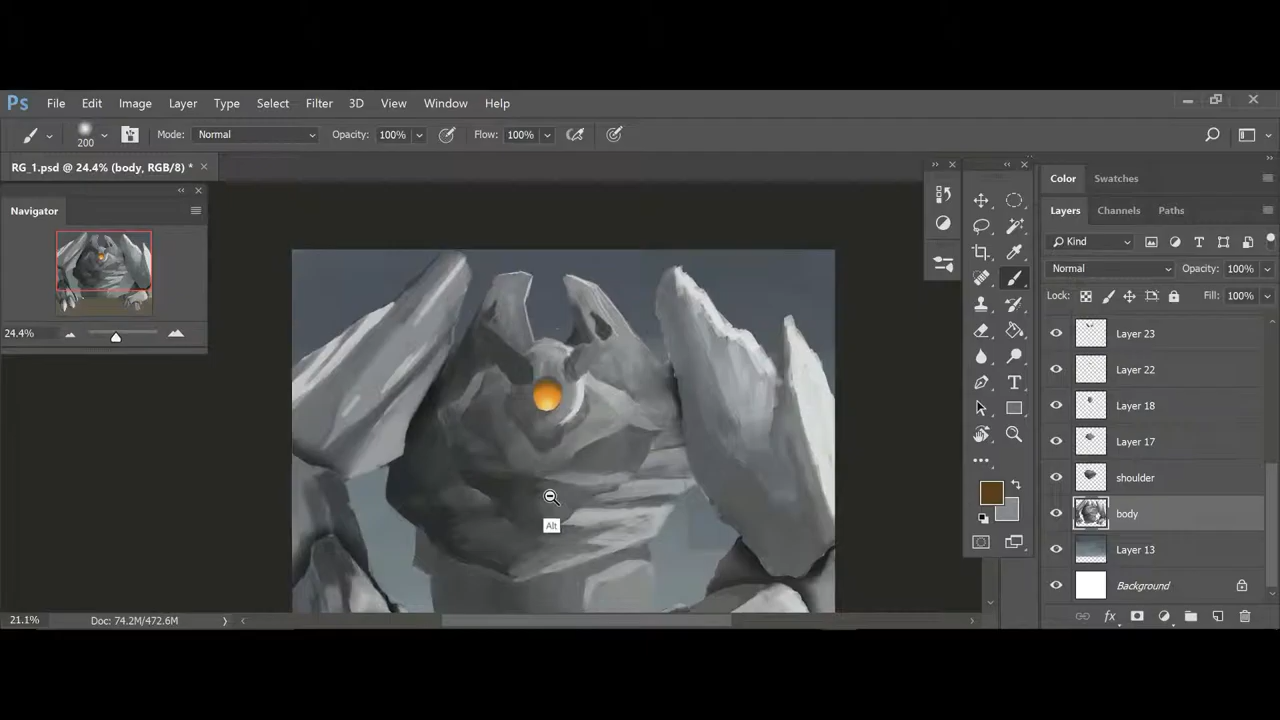 Ps File Edit Image Layer Type Select Filter 3D View Window Help
200 Mode: Normal Opacity: 100% Flow: 100%
RG_1.psd @ 24.4% (body, RGB/8) *
Navigator
24.4%
Alt
21.1% Doc: 74.2M/472.6M
Color Swatches
Layers Channels Paths
Kind
Normal Opacity: 100%
Lock: Fill: 100%
Layer 23
Layer 22
Layer 18
Layer 17
shoulder
body
Layer 13
Background
fx